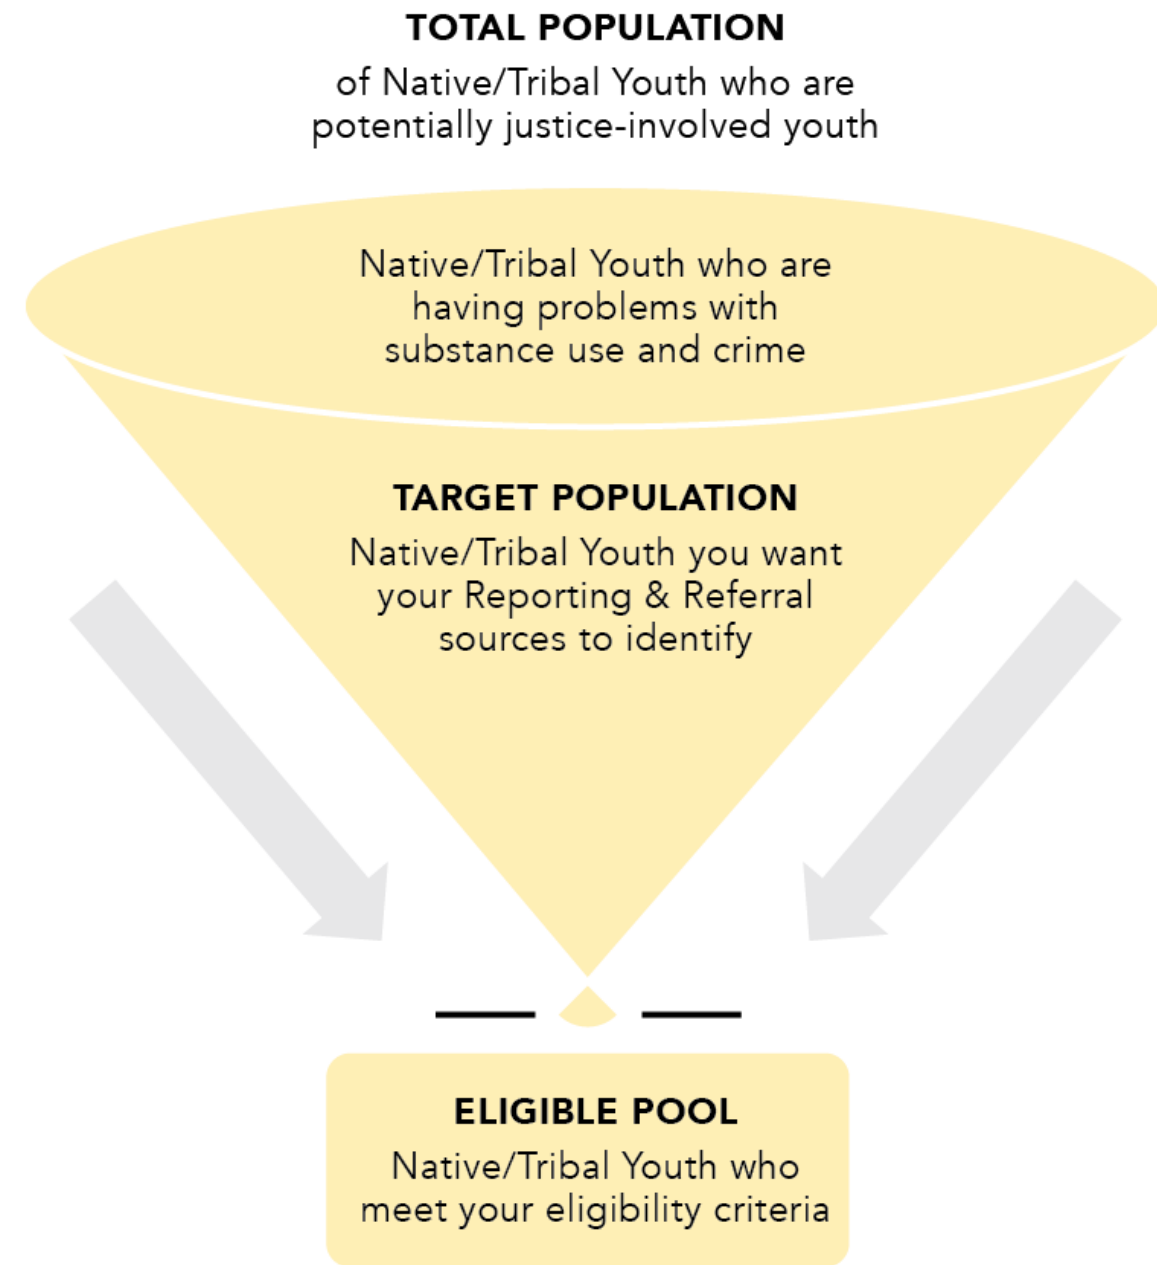 TOTAL POPULATION
of Native/Tribal Youth who are
potentially justice-involved youth
Native/Tribal Youth who are
having problems with
substance use and crime
TARGET POPULATION
Native/Tribal Youth you want
your Reporting & Referral
sources to identify
ELIGIBLE POOL
Native/Tribal Youth who
meet your eligibility criteria